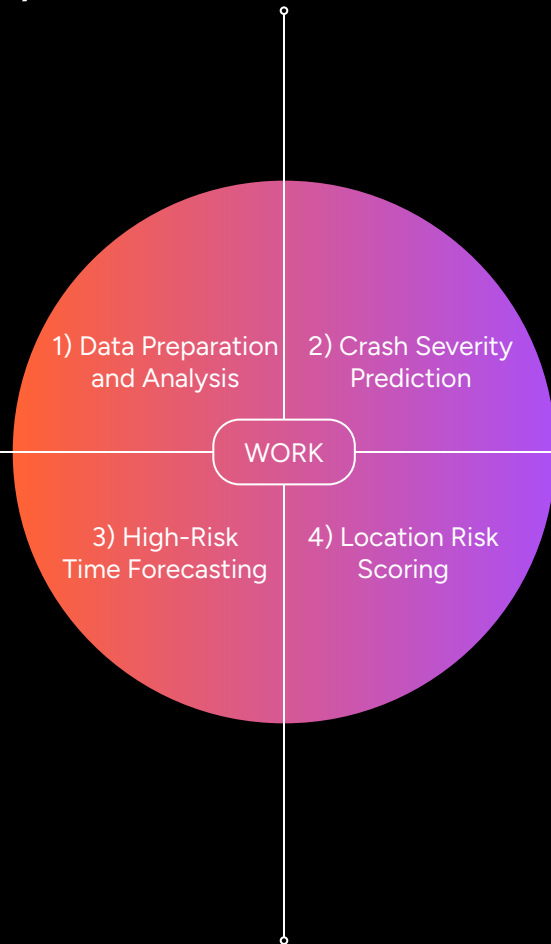 1) Data Preparation
and Analysis
2) Crash Severity
Prediction
WORK
3) High-Risk
Time Forecasting
4) Location Risk
Scoring